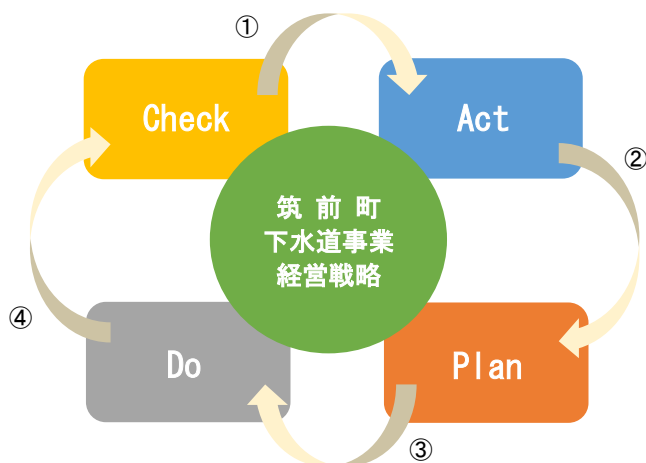 ①
Check
Act
②
筑 前 町
下水道事業
経営戦略
④
Do
Plan
③